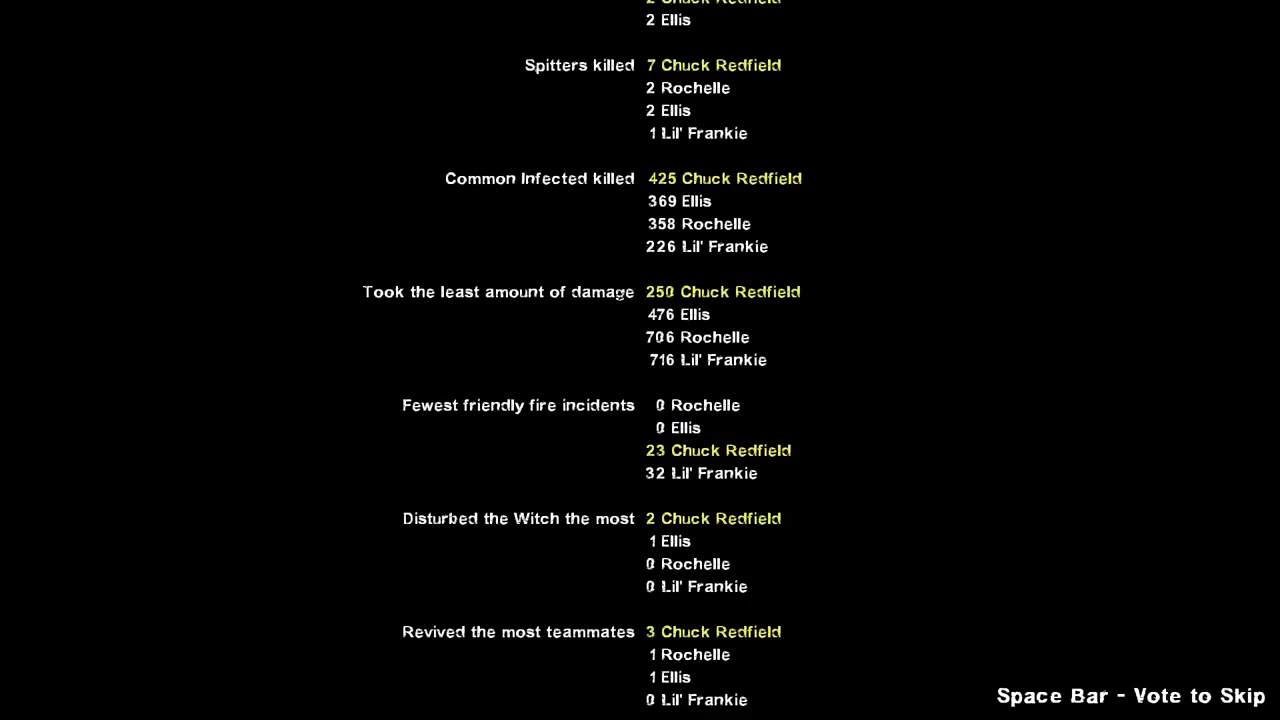 2 Chuck Redfield
2 Ellis
Spitters killed 7 Chuck Redfield
2 Rochelle
2 Ellis
1 Lil' Frankie
Common Infected killed 425 Chuck Redfield
369 Ellis
358 Rochelle
226 Lil' Frankie
Took the least amount of damage 250 Chuck Redfield
476 Ellis
706 Rochelle
716 Lil' Frankie
Fewest friendly fire incidents 0 Rochelle
0 Ellis
23 Chuck Redfield
32 Lil' Frankie
Disturbed the Witch the most 2 Chuck Redfield
1 Ellis
0 Rochelle
0 Lil' Frankie
Revived the most teammates 3 Chuck Redfield
1 Rochelle
1 Ellis
0 Lil' Frankie
Space Bar - Vote to Skip